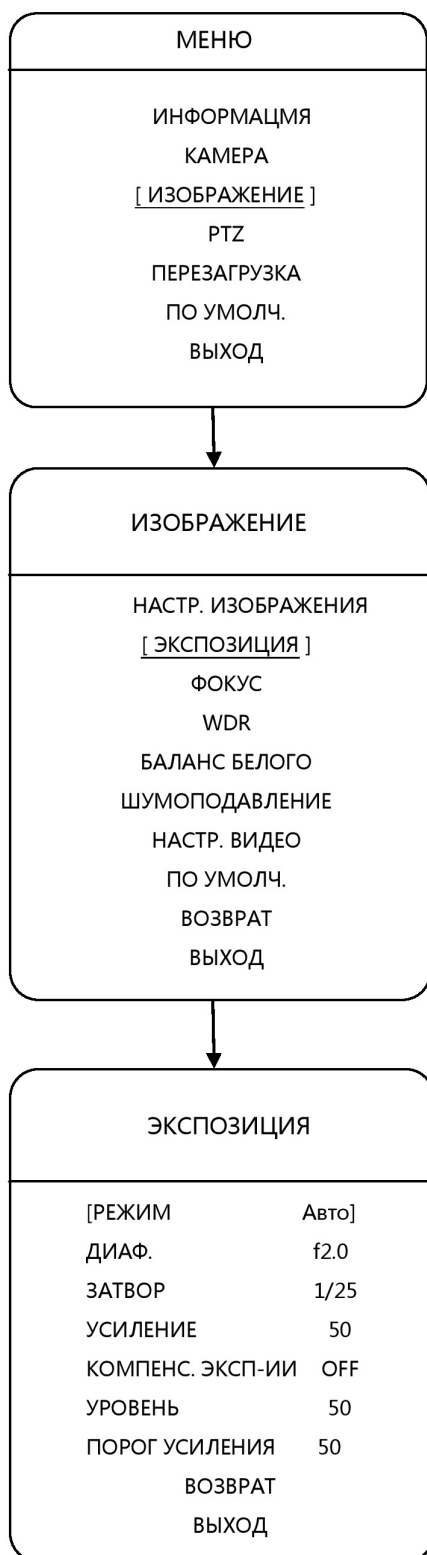 МЕНЮ
ИНФОРМАЦМЯ
КАМЕРА
[ ИЗОБРАЖЕНИЕ ]
PTZ
ПЕРЕЗАГРУЗКА
ПО УМОЛЧ.
ВЫХОД
ИЗОБРАЖЕНИЕ
НАСТР. ИЗОБРАЖЕНИЯ
[ ЭКСПОЗИЦИЯ ]
ФОКУС
WDR
БАЛАНС БЕЛОГО
ШУМОПОДАВЛЕНИЕ
НАСТР. ВИДЕО
ПО УМОЛЧ.
ВОЗВРАТ
ВЫХОД
ЭКСПОЗИЦИЯ
[РЕЖИМ Авто]
ДИАФ. f2.0
ЗАТВОР 1/25
УСИЛЕНИЕ 50
КОМПЕНС. ЭКСП-ИИ OFF
УРОВЕНЬ 50
ПОРОГ УСИЛЕНИЯ 50
ВОЗВРАТ
ВЫХОД